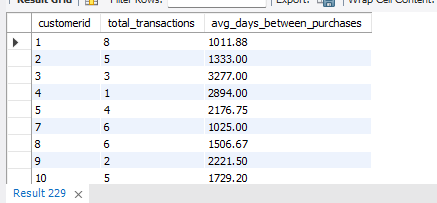 Result Grid Filter Rows: Export: Wrap Cell Content:
customerid total_transactions avg_days_between_purchases
1 8 1011.88
2 5 1333.00
3 3 3277.00
4 1 2894.00
5 4 2176.75
7 6 1025.00
8 6 1506.67
9 2 2221.50
10 5 1729.20
Result 229